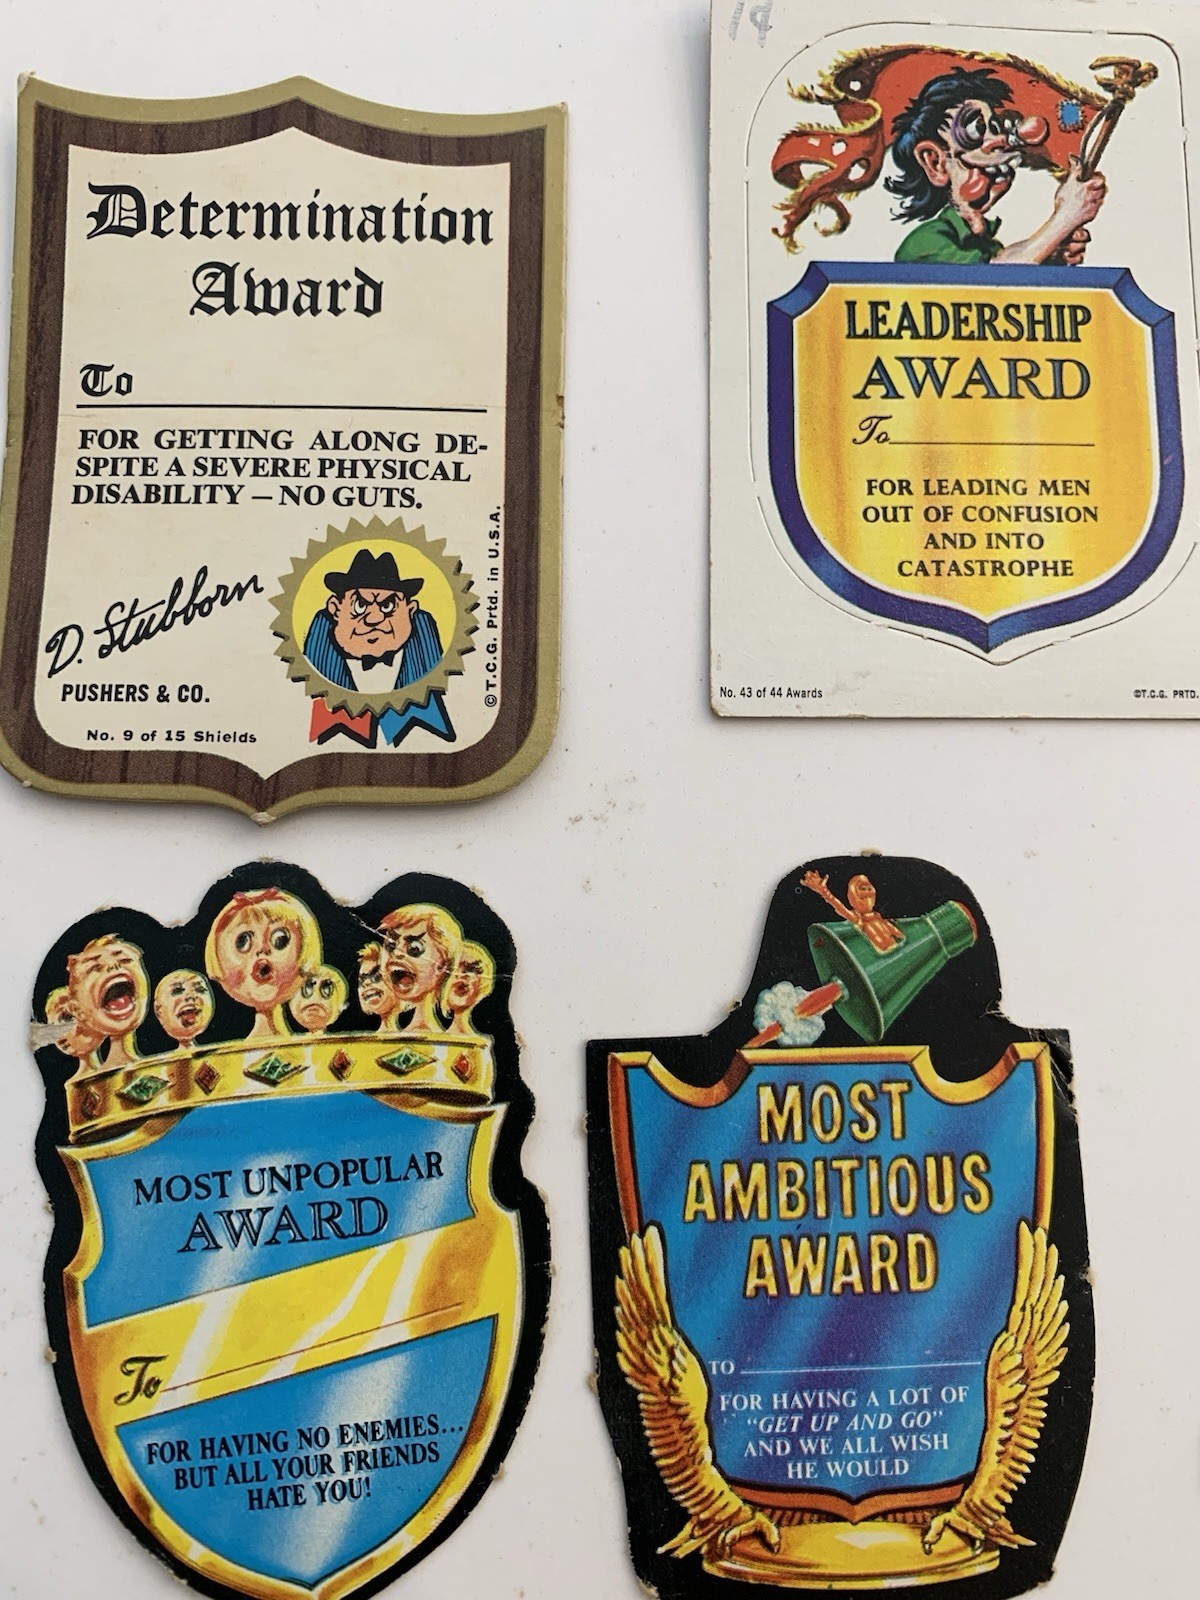 Determination
Award
To
FOR GETTING ALONG DE-
SPITE A SEVERE PHYSICAL
DISABILITY — NO GUTS.
D. Stubborn
PUSHERS & CO.
No. 9 of 15 Shields
©T.C.G. Prtd. in U.S.A.
LEADERSHIP
AWARD
To
FOR LEADING MEN
OUT OF CONFUSION
AND INTO
CATASTROPHE
No. 43 of 44 Awards
©T.C.G. PRTD.
MOST UNPOPULAR
AWARD
To
FOR HAVING NO ENEMIES...
BUT ALL YOUR FRIENDS
HATE YOU!
MOST
AMBITIOUS
AWARD
TO
FOR HAVING A LOT OF
"GET UP AND GO"
AND WE ALL WISH
HE WOULD